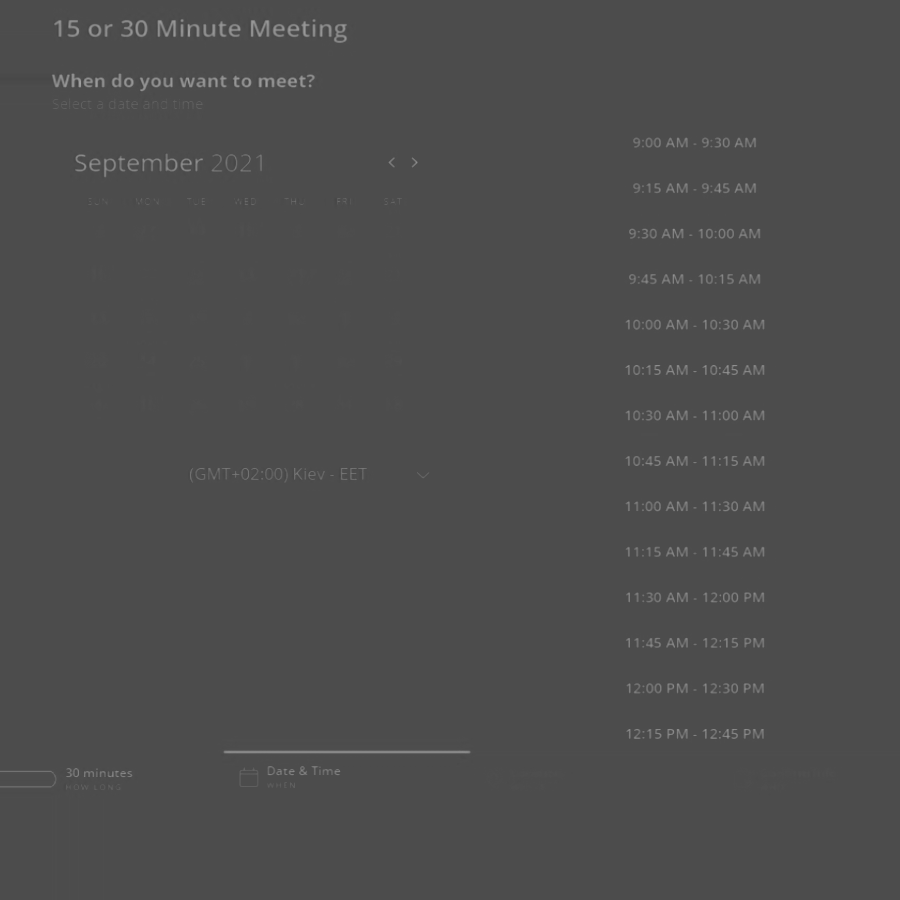 15 or 30 Minute Meeting
When do you want to meet?
Select a date and time
September 2021
SUN MON TUE WED THU FRI SAT
(GMT+02:00) Kiev - EET
9:00 AM - 9:30 AM
9:15 AM - 9:45 AM
9:30 AM - 10:00 AM
9:45 AM - 10:15 AM
10:00 AM - 10:30 AM
10:15 AM - 10:45 AM
10:30 AM - 11:00 AM
10:45 AM - 11:15 AM
11:00 AM - 11:30 AM
11:15 AM - 11:45 AM
11:30 AM - 12:00 PM
11:45 AM - 12:15 PM
12:00 PM - 12:30 PM
12:15 PM - 12:45 PM
30 minutes
HOW LONG
Date & Time
WHEN